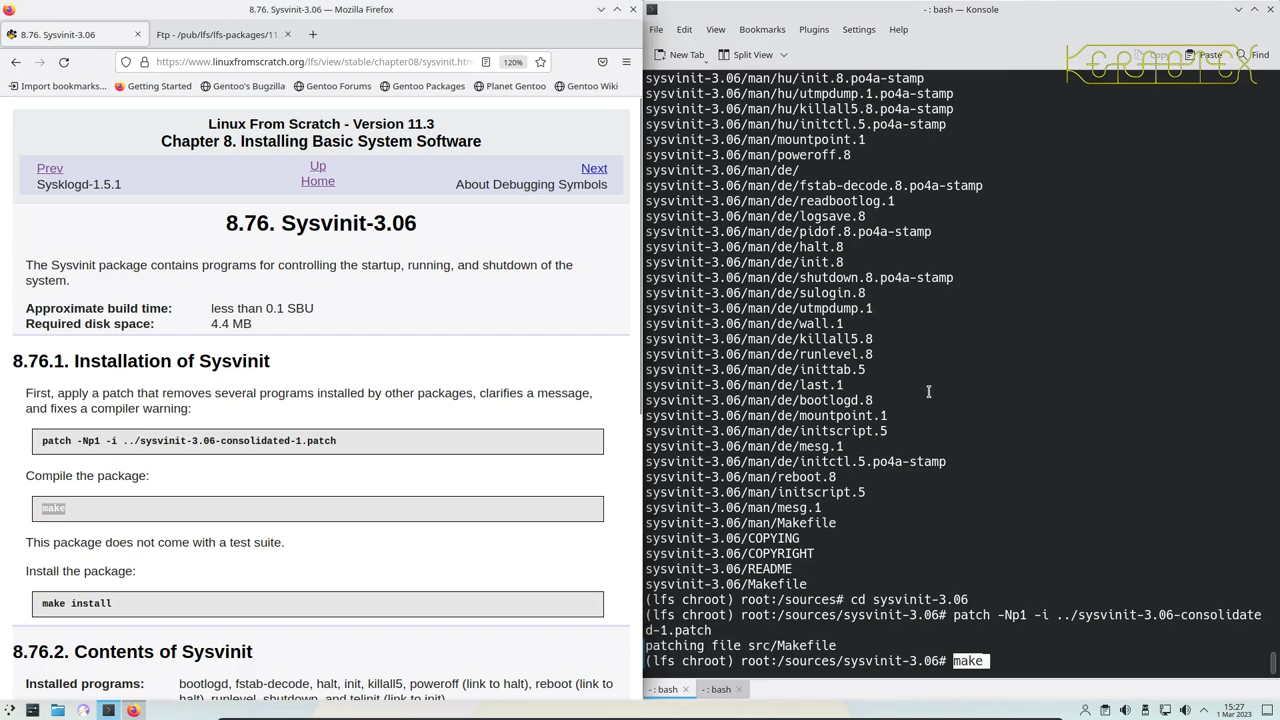 8.76. Sysvinit-3.06 — Mozilla Firefox
8.76. Sysvinit-3.06
Ftp - /pub/lfs/lfs-packages/11.
https://www.linuxfromscratch.org/lfs/view/stable/chapter08/sysvinit.html
120%
Import bookmarks...
Getting Started
Gentoo's Bugzilla
Gentoo Forums
Gentoo Packages
Planet Gentoo
Gentoo Wiki
Linux From Scratch - Version 11.3
Chapter 8. Installing Basic System Software
Prev
Up
Next
Sysklogd-1.5.1
Home
About Debugging Symbols
8.76. Sysvinit-3.06
The Sysvinit package contains programs for controlling the startup, running, and shutdown of the
system.
Approximate build time: less than 0.1 SBU
Required disk space: 4.4 MB
8.76.1. Installation of Sysvinit
First, apply a patch that removes several programs installed by other packages, clarifies a message,
and fixes a compiler warning:
patch -Np1 -i ../sysvinit-3.06-consolidated-1.patch
Compile the package:
make
This package does not come with a test suite.
Install the package:
make install
8.76.2. Contents of Sysvinit
Installed programs: bootlogd, fstab-decode, halt, init, killall5, poweroff (link to halt), reboot (link to
halt), runlevel, shutdown, and telinit (link to init)
- : bash — Konsole
File Edit View Bookmarks Plugins Settings Help
New Tab
Split View
Copy
Paste
Find
KERNOTEX
sysvinit-3.06/man/hu/init.8.po4a-stamp
sysvinit-3.06/man/hu/utmpdump.1.po4a-stamp
sysvinit-3.06/man/hu/killall5.8.po4a-stamp
sysvinit-3.06/man/hu/initctl.5.po4a-stamp
sysvinit-3.06/man/mountpoint.1
sysvinit-3.06/man/poweroff.8
sysvinit-3.06/man/de/
sysvinit-3.06/man/de/fstab-decode.8.po4a-stamp
sysvinit-3.06/man/de/readbootlog.1
sysvinit-3.06/man/de/logsave.8
sysvinit-3.06/man/de/pidof.8.po4a-stamp
sysvinit-3.06/man/de/halt.8
sysvinit-3.06/man/de/init.8
sysvinit-3.06/man/de/shutdown.8.po4a-stamp
sysvinit-3.06/man/de/sulogin.8
sysvinit-3.06/man/de/utmpdump.1
sysvinit-3.06/man/de/wall.1
sysvinit-3.06/man/de/killall5.8
sysvinit-3.06/man/de/runlevel.8
sysvinit-3.06/man/de/inittab.5
sysvinit-3.06/man/de/last.1
sysvinit-3.06/man/de/bootlogd.8
sysvinit-3.06/man/de/mountpoint.1
sysvinit-3.06/man/de/initscript.5
sysvinit-3.06/man/de/mesg.1
sysvinit-3.06/man/de/initctl.5.po4a-stamp
sysvinit-3.06/man/reboot.8
sysvinit-3.06/man/initscript.5
sysvinit-3.06/man/mesg.1
sysvinit-3.06/man/Makefile
sysvinit-3.06/COPYING
sysvinit-3.06/COPYRIGHT
sysvinit-3.06/README
sysvinit-3.06/Makefile
(lfs chroot) root:/sources# cd sysvinit-3.06
(lfs chroot) root:/sources/sysvinit-3.06# patch -Np1 -i ../sysvinit-3.06-consolidate
d-1.patch
patching file src/Makefile
(lfs chroot) root:/sources/sysvinit-3.06# make
- : bash
- : bash
15:27
1 Mar 2023